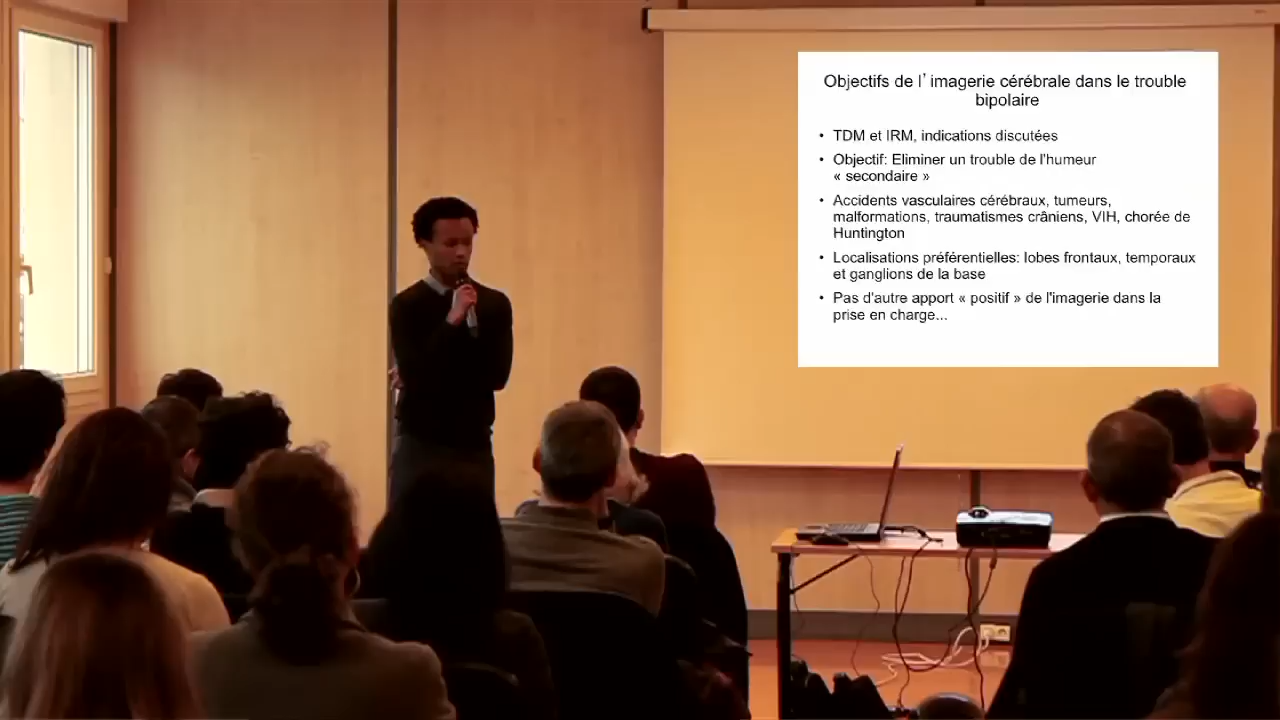 Objectifs de l’imagerie cérébrale dans le trouble
bipolaire
• TDM et IRM, indications discutées
• Objectif: Eliminer un trouble de l'humeur
« secondaire »
• Accidents vasculaires cérébraux, tumeurs,
malformations, traumatismes crâniens, VIH, chorée de
Huntington
• Localisations préférentielles: lobes frontaux, temporaux
et ganglions de la base
• Pas d'autre apport « positif » de l'imagerie dans la
prise en charge...